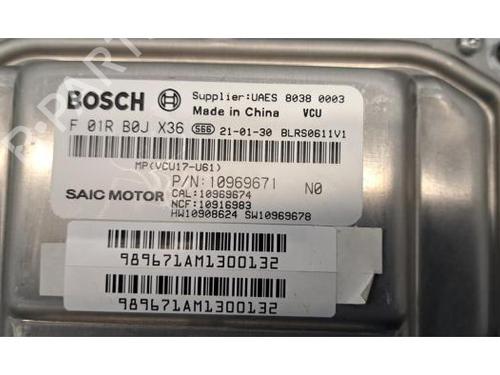 BOSCH Supplier:UAES 8038 0003
Made in China VCU
F 01R B0J X36 S6B 21-01-30 BLRS0611V1
MP(VCU17-U61)
P/N:10969671 N0
SAIC MOTOR CAL:10969674
NCF:10916983
HW10908624 SW10969678
989671AM1300132
989671AM1300132